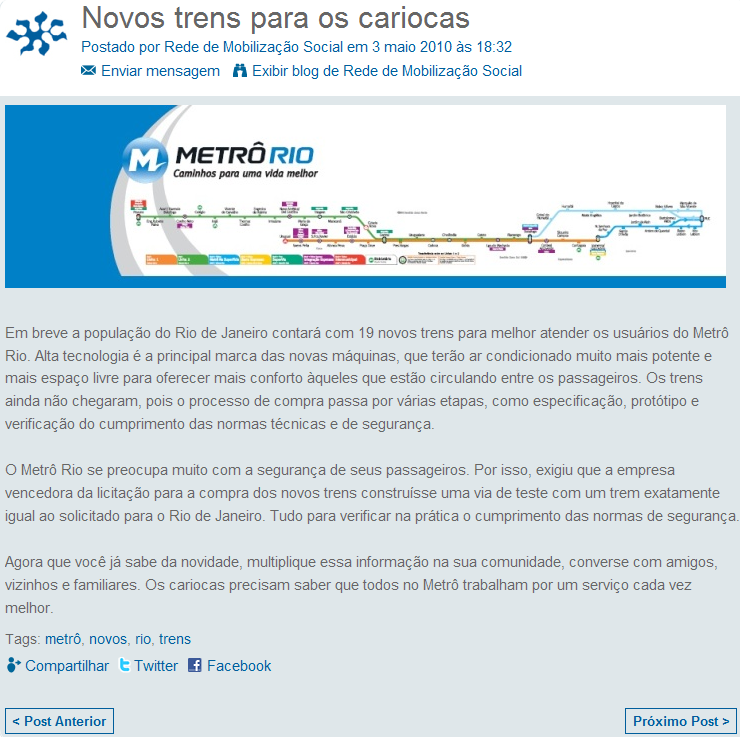 Novos trens para os cariocas
Postado por Rede de Mobilização Social em 3 maio 2010 às 18:32
Enviar mensagem Exibir blog de Rede de Mobilização Social
METRÔ RIO
Caminhos para uma vida melhor
Em breve a população do Rio de Janeiro contará com 19 novos trens para melhor atender os usuários do Metrô
Rio. Alta tecnologia é a principal marca das novas máquinas, que terão ar condicionado muito mais potente e
mais espaço livre para oferecer mais conforto àqueles que estão circulando entre os passageiros. Os trens
ainda não chegaram, pois o processo de compra passa por várias etapas, como especificação, protótipo e
verificação do cumprimento das normas técnicas e de segurança.
O Metrô Rio se preocupa muito com a segurança de seus passageiros. Por isso, exigiu que a empresa
vencedora da licitação para a compra dos novos trens construísse uma via de teste com um trem exatamente
igual ao solicitado para o Rio de Janeiro. Tudo para verificar na prática o cumprimento das normas de segurança.
Agora que você já sabe da novidade, multiplique essa informação na sua comunidade, converse com amigos,
vizinhos e familiares. Os cariocas precisam saber que todos no Metrô trabalham por um serviço cada vez
melhor.
Tags: metrô, novos, rio, trens
Compartilhar Twitter Facebook
< Post Anterior Próximo Post >